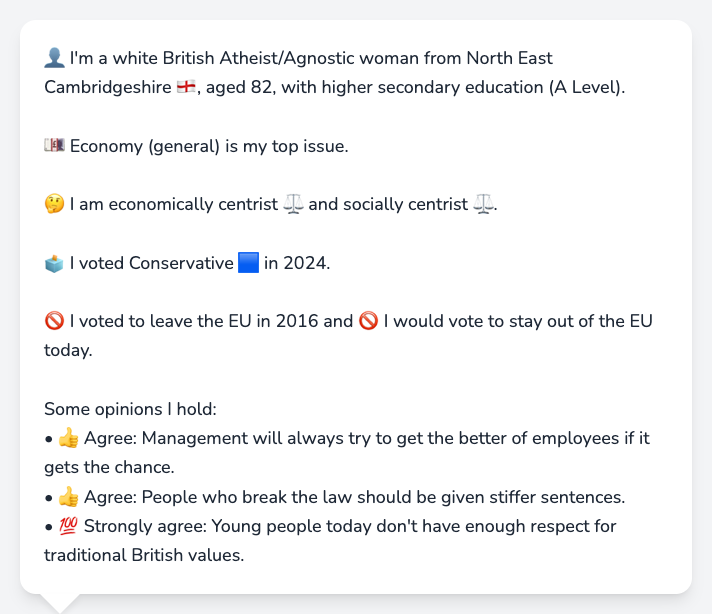 👤 I'm a white British Atheist/Agnostic woman from North East
Cambridgeshire 🏴󠁧󠁢󠁥󠁮󠁧󠁿, aged 82, with higher secondary education (A Level).
💷 Economy (general) is my top issue.
🤔 I am economically centrist ⚖️ and socially centrist ⚖️.
🗳️ I voted Conservative 🟦 in 2024.
🚫 I voted to leave the EU in 2016 and 🚫 I would vote to stay out of the EU
today.
Some opinions I hold:
• 👍 Agree: Management will always try to get the better of employees if it
gets the chance.
• 👍 Agree: People who break the law should be given stiffer sentences.
• 💯 Strongly agree: Young people today don't have enough respect for
traditional British values.